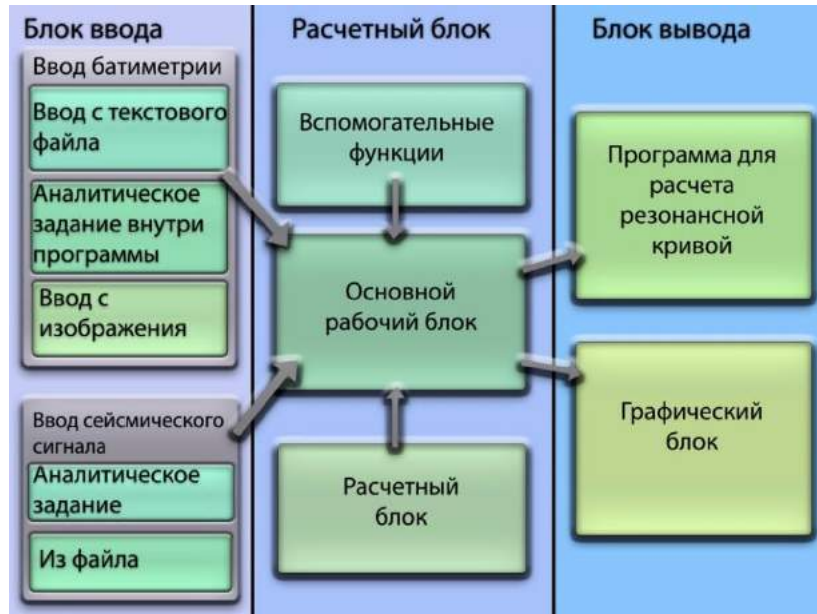 Блок ввода
Ввод батиметрии
Ввод с текстового
файла
Аналитическое
задание внутри
программы
Ввод с
изображения
Ввод сейсмического
сигнала
Аналитическое
задание
Из файла
Расчетный блок
Вспомогательные
функции
Основной
рабочий блок
Расчетный
блок
Блок вывода
Программа для
расчета
резонансной
кривой
Графический
блок